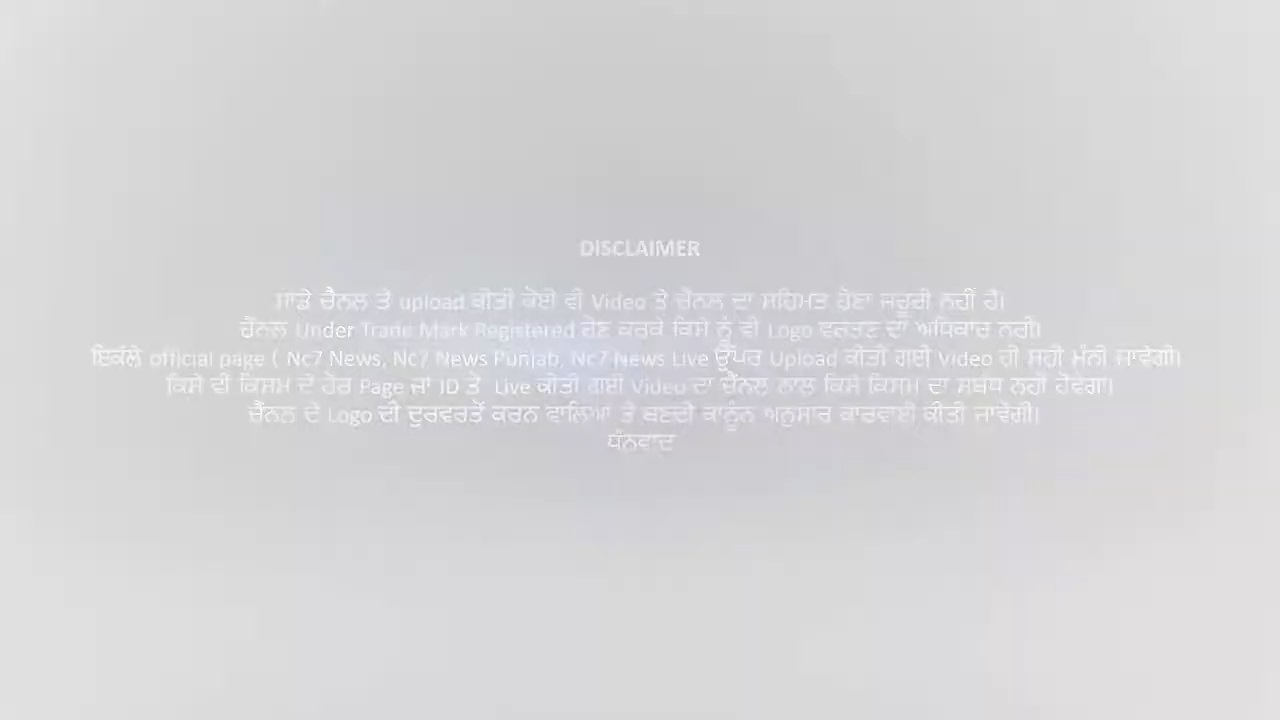 DISCLAIMER
ਸਾਡੇ ਚੈਨਲ ਤੇ upload ਕੀਤੀ ਕੋਈ ਵੀ Video ਤੇ ਚੈਨਲ ਦਾ ਸਹਿਮਤ ਹੋਣਾ ਜਰੂਰੀ ਨਹੀਂ ਹੈ।
ਚੈਨਲ Under Trade Mark Registered ਹੋਣ ਕਰਕੇ ਕਿਸੇ ਨੂੰ ਵੀ Logo ਵਰਤਣ ਦਾ ਅਧਿਕਾਰ ਨਹੀਂ।
ਇਕੱਲੇ official page ( Nc7 News, Nc7 News Punjab, Nc7 News Live ਉੱਪਰ Upload ਕੀਤੀ ਗਈ Video ਹੀ ਸਹੀ ਮੰਨੀ ਜਾਵੇਗੀ।
ਕਿਸੇ ਵੀ ਕਿਸਮ ਦੇ ਹੋਰ Page ਜਾਂ ID ਤੇ Live ਕੀਤੀ ਗਈ Video ਦਾ ਚੈਨਲ ਨਾਲ ਕਿਸੇ ਕਿਸਮ ਦਾ ਸਬੰਧ ਨਹੀਂ ਹੋਵੇਗਾ।
ਚੈਨਲ ਦੇ Logo ਦੀ ਦੁਰਵਰਤੋਂ ਕਰਨ ਵਾਲਿਆਂ ਤੇ ਬਣਦੀ ਕਾਨੂੰਨ ਅਨੁਸਾਰ ਕਾਰਵਾਈ ਕੀਤੀ ਜਾਵੇਗੀ।
ਧੰਨਵਾਦ